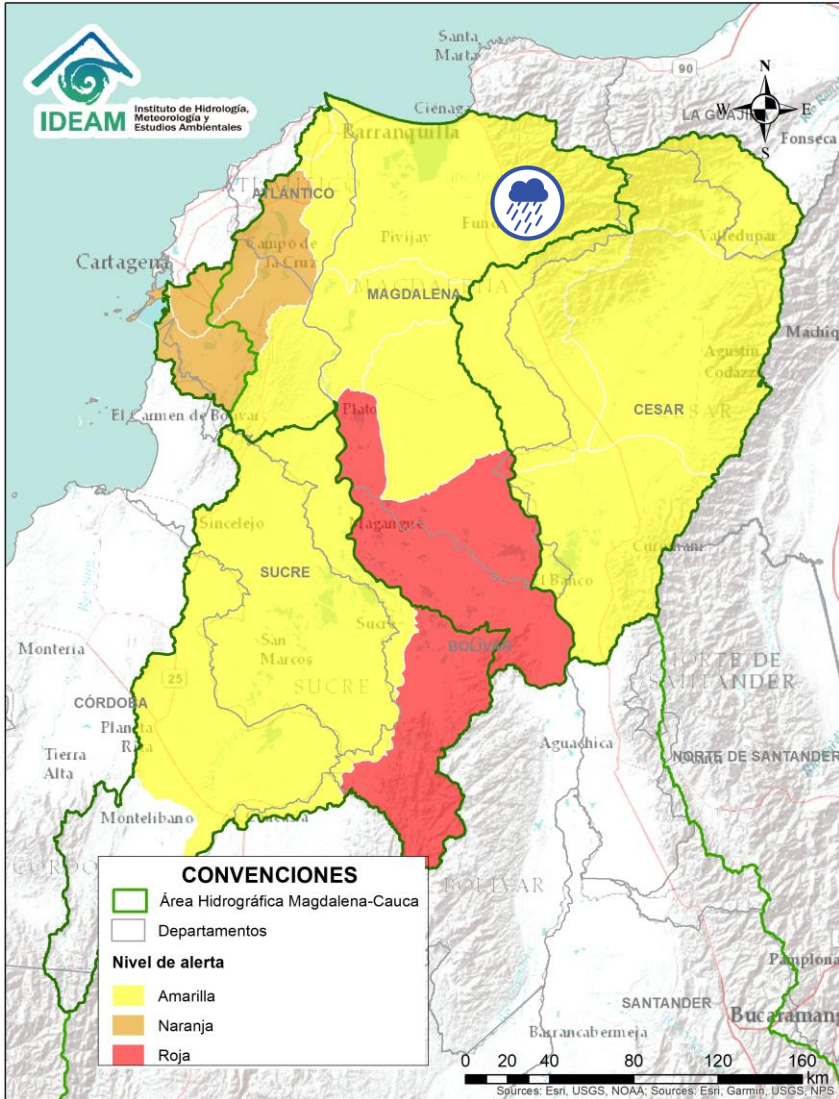 IDEAM
Instituto de Hidrología,
Meteorología y
Estudios Ambientales
Santa
Marta
90
N
W
E
S
LA GUAJIRA
Fonseca
Ciénaga
Barranquilla
ATLÁNTICO
Valledupar
Campo de
la Cruz
Pivijay
Cartagena
MAGDALENA
Agustín
Codazzi
CESAR
El Carmen de Bolívar
Plato
Sincelejo
Magangué
SUCRE
El Banco
Sucre
San
Marcos
BOLÍVAR
NORTE DE
SANTANDER
Montería
SUCRE
25
CÓRDOBA
Planeta
Rica
Tierra
Alta
Aguachica
NORTE DE SANTANDER
Montelíbano
BOLÍVAR
CONVENCIONES
Área Hidrográfica Magdalena-Cauca
Departamentos
Nivel de alerta
Amarilla
Naranja
Roja
Pamplona
SANTANDER
Bucaramang
Barrancabermeja
0 20 40 80 120 160
km
Sources: Esri, USGS, NOAA; Sources: Esri, Garmin, USGS, NPS